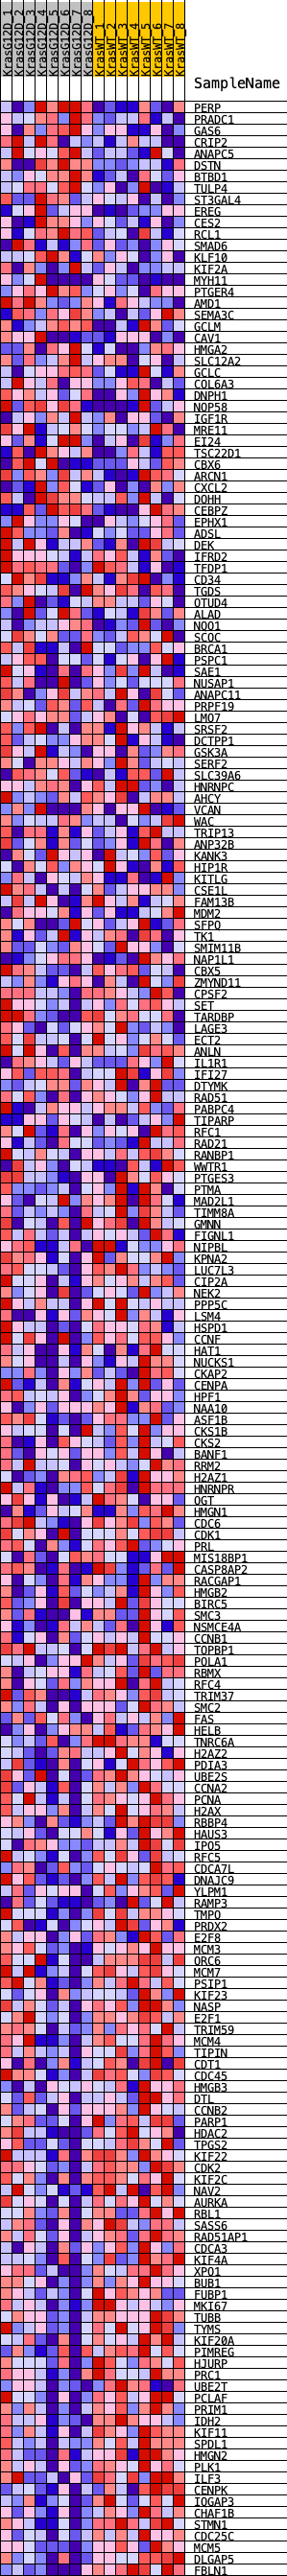 KrasG12D_1
KrasG12D_2
KrasG12D_3
KrasG12D_4
KrasG12D_5
KrasG12D_6
KrasG12D_7
KrasG12D_8
KrasWT_1
KrasWT_2
KrasWT_3
KrasWT_4
KrasWT_5
KrasWT_6
KrasWT_7
KrasWT_8
SampleName
PERP
PRADC1
GAS6
CRIP2
ANAPC5
DSTN
BTBD1
TULP4
ST3GAL4
EREG
CES2
RCL1
SMAD6
KLF10
KIF2A
MYH11
PTGER4
AMD1
SEMA3C
GCLM
CAV1
HMGA2
SLC12A2
GCLC
COL6A3
DNPH1
NOP58
IGF1R
MRE11
EI24
TSC22D1
CBX6
ARCN1
CXCL2
DOHH
CEBPZ
EPHX1
ADSL
DEK
IFRD2
TFDP1
CD34
TGDS
OTUD4
ALAD
NQO1
SCOC
BRCA1
PSPC1
SAE1
NUSAP1
ANAPC11
PRPF19
LMO7
SRSF2
DCTPP1
GSK3A
SERF2
SLC39A6
HNRNPC
AHCY
VCAN
WAC
TRIP13
ANP32B
KANK3
HIP1R
KITLG
CSE1L
FAM13B
MDM2
SFPQ
TK1
SMIM11B
NAP1L1
CBX5
ZMYND11
CPSF2
SET
TARDBP
LAGE3
ECT2
ANLN
IL1R1
IFI27
DTYMK
RAD51
PABPC4
TIPARP
RFC1
RAD21
RANBP1
WWTR1
PTGES3
PTMA
MAD2L1
TIMM8A
GMNN
FIGNL1
NIPBL
KPNA2
LUC7L3
CIP2A
NEK2
PPP5C
LSM4
HSPD1
CCNF
HAT1
NUCKS1
CKAP2
CENPA
HPF1
NAA10
ASF1B
CKS1B
CKS2
BANF1
RRM2
H2AZ1
HNRNPR
OGT
HMGN1
CDC6
CDK1
PRL
MIS18BP1
CASP8AP2
RACGAP1
HMGB2
BIRC5
SMC3
NSMCE4A
CCNB1
TOPBP1
POLA1
RBMX
RFC4
TRIM37
SMC2
FAS
HELB
TNRC6A
H2AZ2
PDIA3
UBE2S
CCNA2
PCNA
H2AX
RBBP4
HAUS3
IPO5
RFC5
CDCA7L
DNAJC9
YLPM1
RAMP3
TMPO
PRDX2
E2F8
MCM3
ORC6
MCM7
PSIP1
KIF23
NASP
E2F1
TRIM59
MCM4
TIPIN
CDT1
CDC45
HMGB3
DTL
CCNB2
PARP1
HDAC2
TPGS2
KIF22
CDK2
KIF2C
NAV2
AURKA
RBL1
SASS6
RAD51AP1
CDCA3
KIF4A
XPO1
BUB1
FUBP1
MKI67
TUBB
TYMS
KIF20A
PIMREG
HJURP
PRC1
UBE2T
PCLAF
PRIM1
IDH2
KIF11
SPDL1
HMGN2
PLK1
ILF3
CENPK
IQGAP3
CHAF1B
STMN1
CDC25C
MCM5
DLGAP5
FBLN1